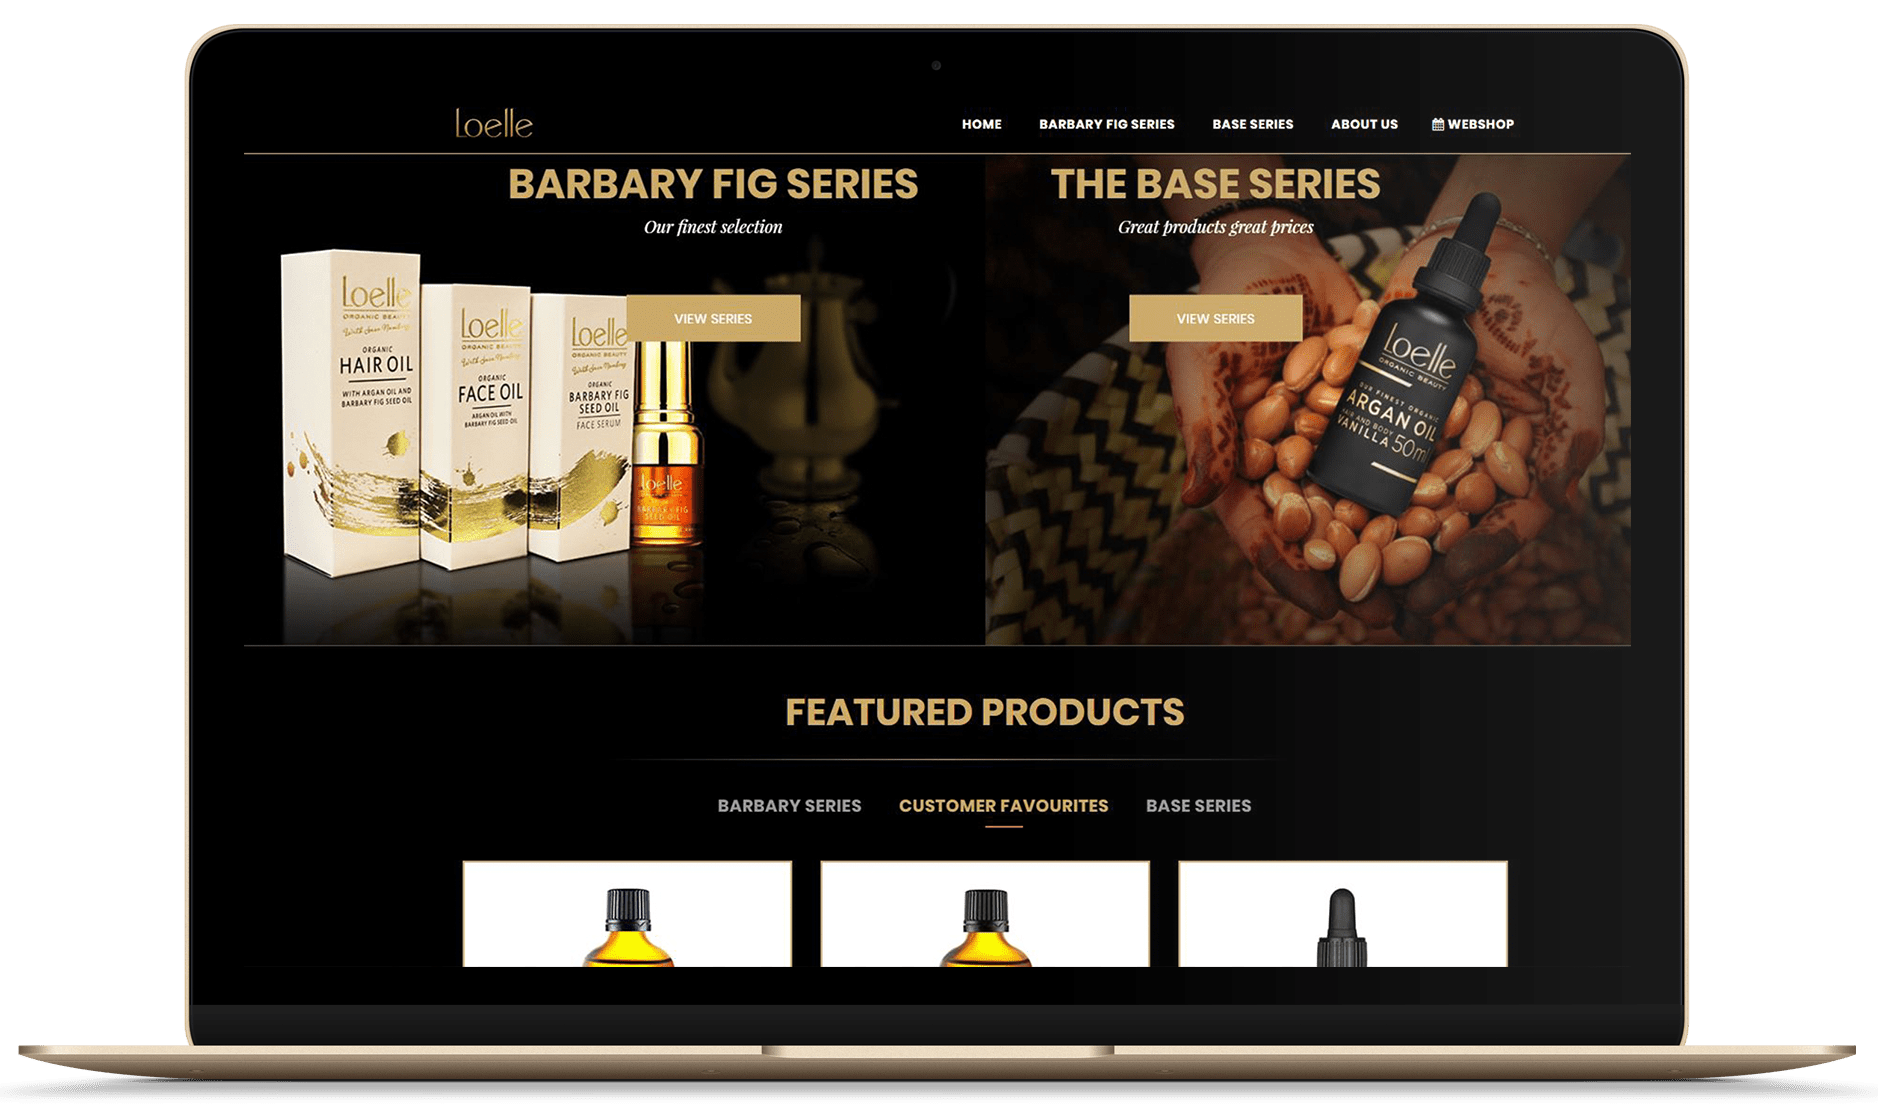 Loelle
HOME
BARBARY FIG SERIES
BASE SERIES
ABOUT US
WEBSHOP
BARBARY FIG SERIES
Our finest selection
VIEW SERIES
Loelle
ORGANIC BEAUTY
ORGANIC
HAIR OIL
WITH ARGAN OIL AND
BARBARY FIG SEED OIL
Loelle
ORGANIC BEAUTY
ORGANIC
FACE OIL
ARGAN OIL WITH
BARBARY FIG SEED OIL
Loelle
ORGANIC BEAUTY
ORGANIC
BARBARY FIG
SEED OIL
FACE SERUM
Loelle
BARBARY FIG
SEED OIL
THE BASE SERIES
Great products great prices
VIEW SERIES
Loelle
ORGANIC BEAUTY
OUR FINEST ORGANIC
ARGAN OIL
HAIR AND BODY
VANILLA 50ml
FEATURED PRODUCTS
BARBARY SERIES
CUSTOMER FAVOURITES
BASE SERIES